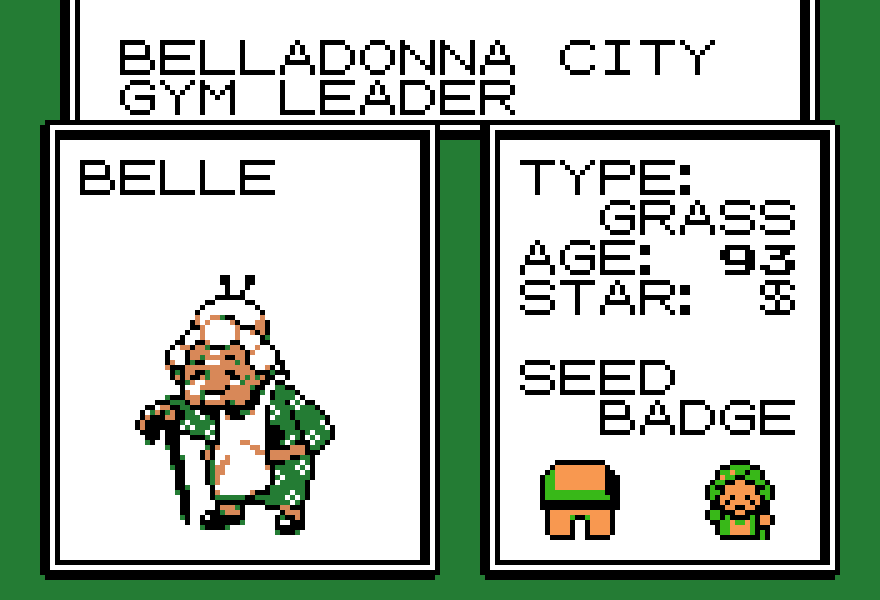 BELLADONNA CITY
GYM LEADER
BELLE
TYPE:
GRASS
AGE: 93
STAR:
SEED
BADGE